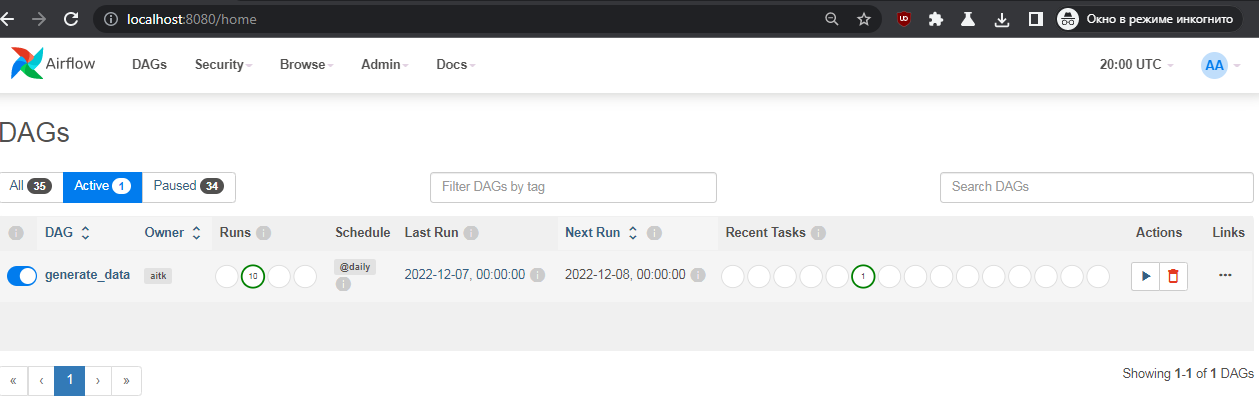 localhost:8080/home
Окно в режиме инкогнито
Airflow DAGs Security Browse Admin Docs 20:00 UTC AA
DAGs
All 35 Active 1 Paused 34 Filter DAGs by tag Search DAGs
DAG Owner Runs Schedule Last Run Next Run Recent Tasks Actions Links
generate_data aitk 10 @daily 2022-12-07, 00:00:00 2022-12-08, 00:00:00 1
« ‹ 1 › »
Showing 1-1 of 1 DAGs